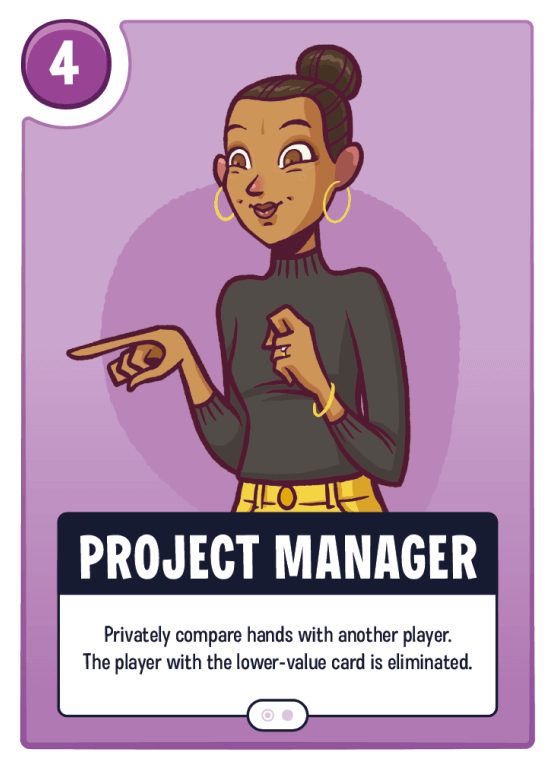 4
PROJECT MANAGER
Privately compare hands with another player.
The player with the lower-value card is eliminated.